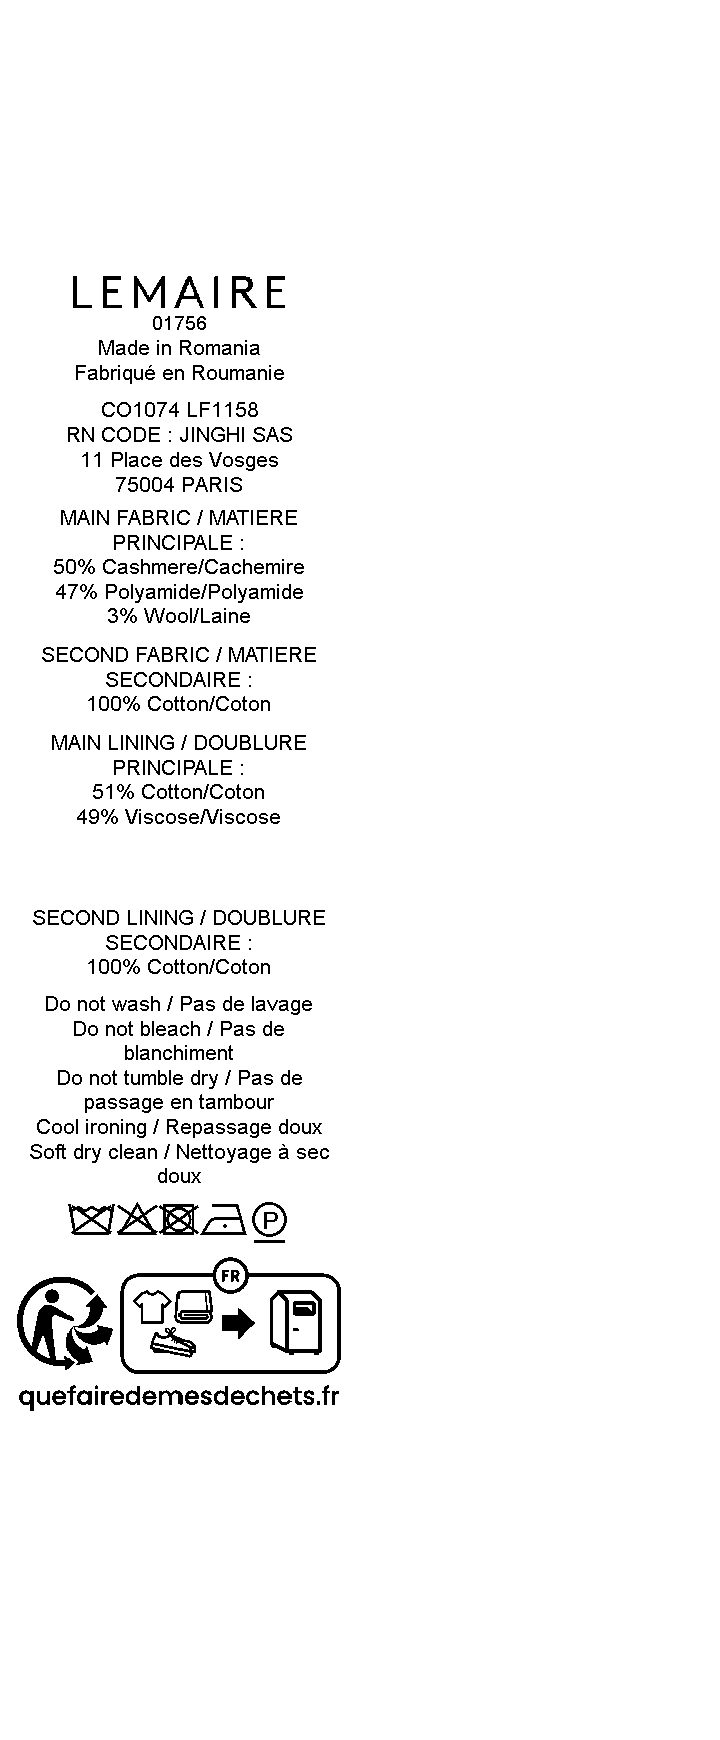 LEMAIRE
01756
Made in Romania
Fabriqué en Roumanie
CO1074 LF1158
RN CODE : JINGHI SAS
11 Place des Vosges
75004 PARIS
MAIN FABRIC / MATIERE
PRINCIPALE :
50% Cashmere/Cachemire
47% Polyamide/Polyamide
3% Wool/Laine
SECOND FABRIC / MATIERE
SECONDAIRE :
100% Cotton/Coton
MAIN LINING / DOUBLURE
PRINCIPALE :
51% Cotton/Coton
49% Viscose/Viscose
SECOND LINING / DOUBLURE
SECONDAIRE :
100% Cotton/Coton
Do not wash / Pas de lavage
Do not bleach / Pas de
blanchiment
Do not tumble dry / Pas de
passage en tambour
Cool ironing / Repassage doux
Soft dry clean / Nettoyage à sec
doux
P
FR
quefairedemesdechets.fr